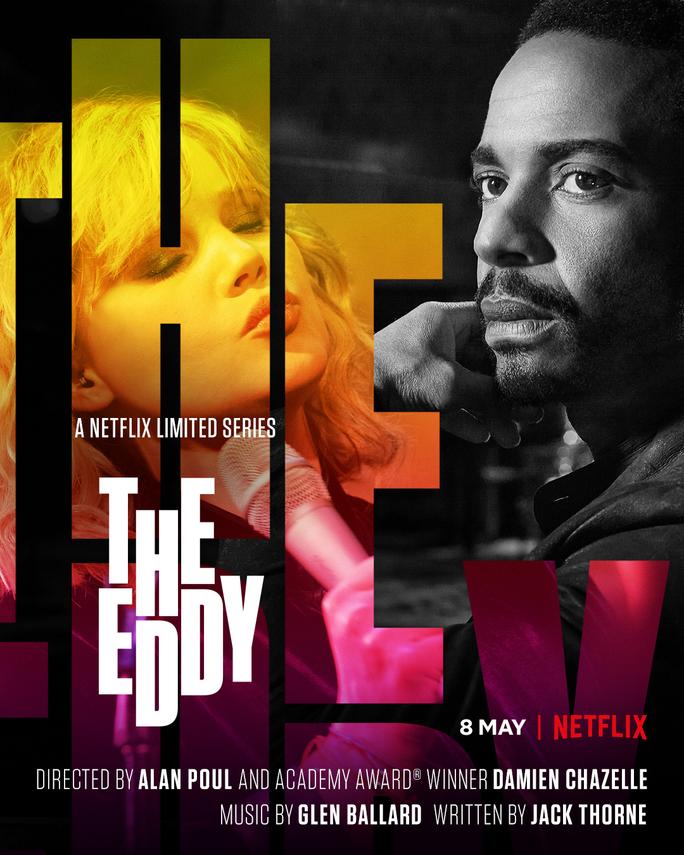 A NETFLIX LIMITED SERIES
THE
EDDY
8 MAY | NETFLIX
DIRECTED BY ALAN POUL AND ACADEMY AWARD® WINNER DAMIEN CHAZELLE
MUSIC BY GLEN BALLARD WRITTEN BY JACK THORNE